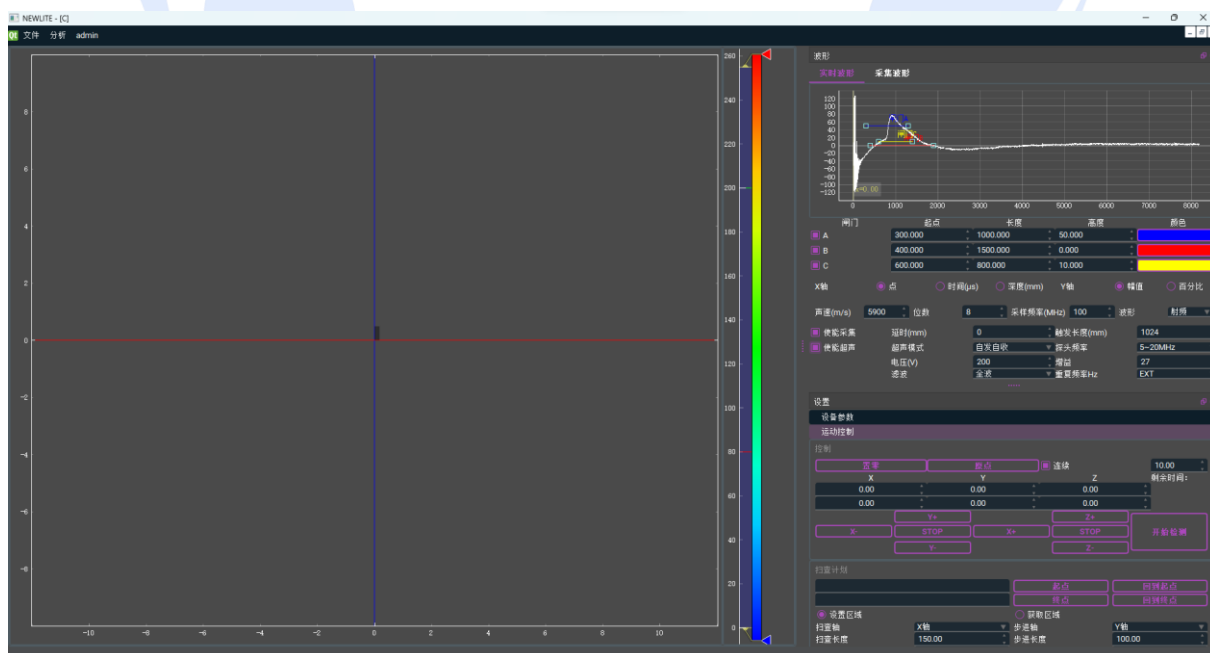 NEWLITE - [C]
文件 分析 admin
波形
实时波形 采集波形
120
100
80
60
40
20
0
-20
-40
-60
-80
-100
-120
x=0.00
0 1000 2000 3000 4000 5000 6000 7000 8000
闸门 起点 长度 高度 颜色
A 300.000 1000.000 50.000
B 400.000 1500.000 0.000
C 600.000 800.000 10.000
X轴 点 时间(μs) 深度(mm) Y轴 幅值 百分比
声速(m/s) 5900 位数 8 采样频率(MHz) 100 波形 射频
使能采集 延时(mm) 0 触发长度(mm) 1024
使能超声 超声模式 自发自收 探头频率 5~20MHz
电压(V) 200 增益 27
滤波 全波 重复频率Hz EXT
设置
设备参数
运动控制
控制
置零 断点 连续 10.00
X Y Z 剩余时间:
0.00 0.00 0.00
0.00 0.00 0.00
Y+ Z+
X- STOP X+ STOP 开始检测
Y- Z-
扫查计划
起点 回到起点
终点 回到终点
设置区域 获取区域
扫查轴 X轴 步进轴 Y轴
扫查长度 150.00 步进长度 100.00
260
240
220
200
180
160
140
120
100
80
60
40
20
0
8
6
4
2
0
-2
-4
-6
-8
-10 -8 -6 -4 -2 0 2 4 6 8 10